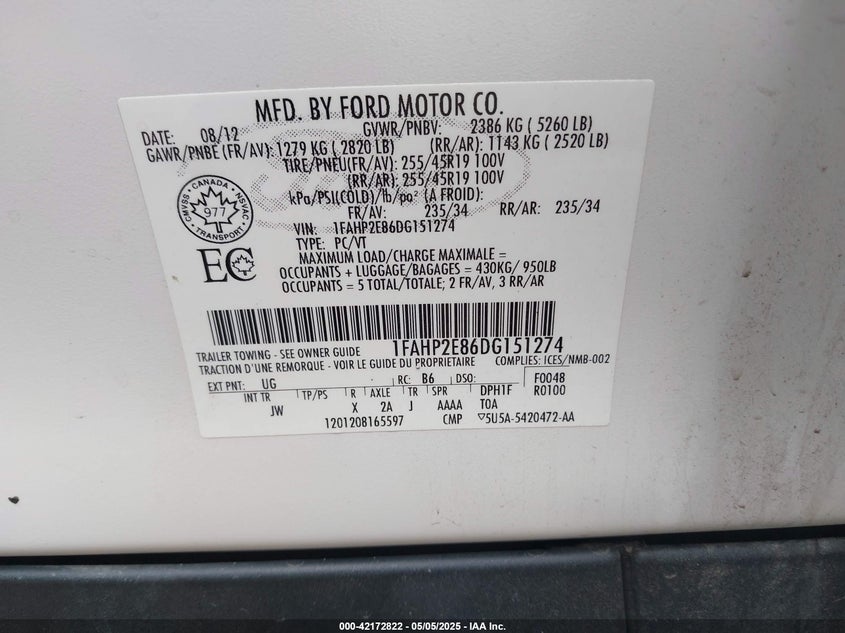 MFD. BY FORD MOTOR CO.
DATE: 08/12 GVWR/PNBV: 2386 KG ( 5260 LB)
GAWR/PNBE (FR/AV): 1279 KG ( 2820 LB) (RR/AR): 1143 KG ( 2520 LB)
TIRE/PNEU(FR/AV): 255/45R19 100V
(RR/AR): 255/45R19 100V
kPa/PSI(COLD)/lb/po² (A FROID):
FR/AV: 235/34 RR/AR: 235/34
VIN: 1FAHP2E86DG151274
TYPE: PC/VT
MAXIMUM LOAD/CHARGE MAXIMALE =
OCCUPANTS + LUGGAGE/BAGAGES = 430KG/ 950LB
OCCUPANTS = 5 TOTAL/TOTALE; 2 FR/AV, 3 RR/AR
CANADA
CMVSS 977 NSVAC
TRANSPORT
EC
1FAHP2E86DG151274
TRAILER TOWING - SEE OWNER GUIDE COMPLIES: ICES/NMB-002
TRACTION D'UNE REMORQUE - VOIR LE GUIDE DU PROPRIETAIRE
EXT PNT: UG RC: B6 DSO: F0048
INT TR TP/PS R AXLE TR SPR DPH1F R0100
JW X 2A J AAAA TOA
1201208165597 CMP ▽5U5A-5420472-AA
000-42172822 - 05/05/2025 - IAA Inc.